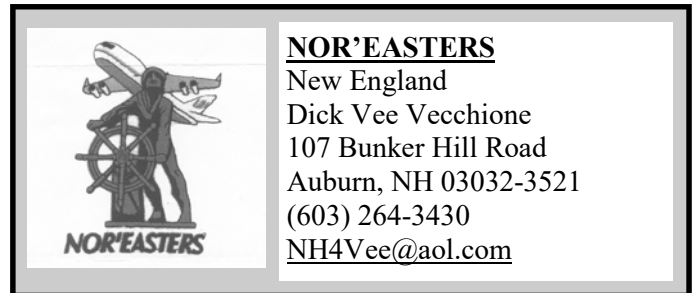 NOR'EASTERS
NOR’EASTERS
New England
Dick Vee Vecchione
107 Bunker Hill Road
Auburn, NH 03032-3521
(603) 264-3430
NH4Vee@aol.com